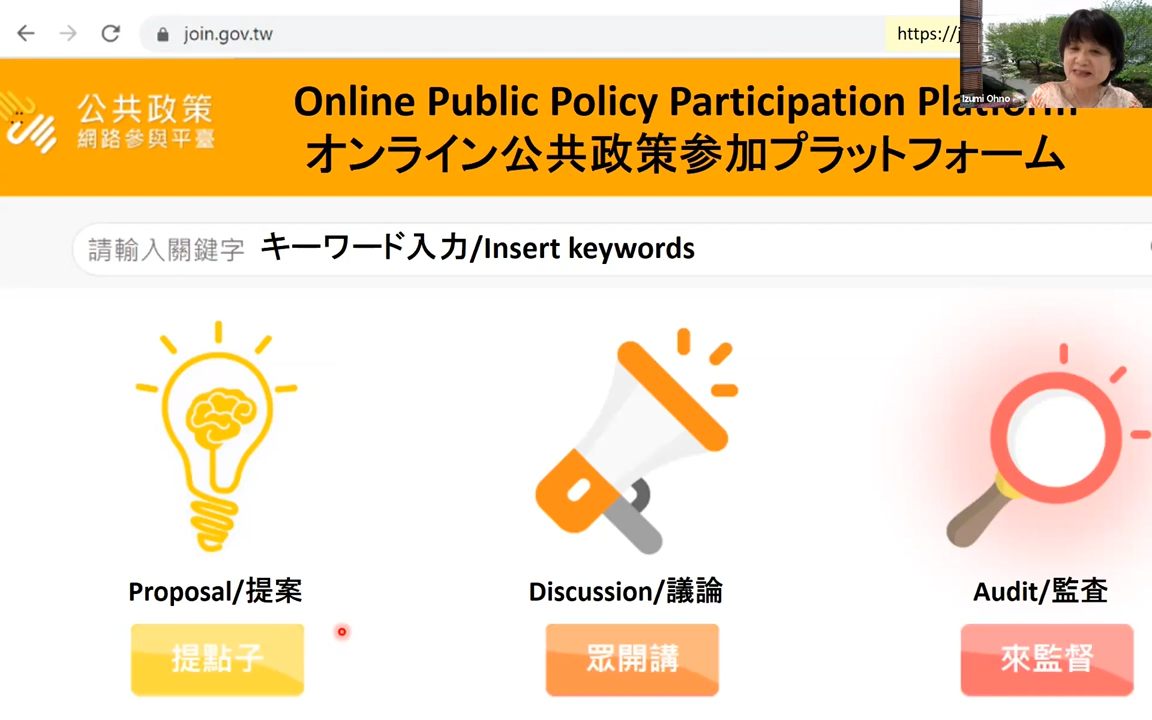 join.gov.tw
https://j
Izumi Ohno
公共政策
網路參與平臺
Online Public Policy Participation Platform
オンライン公共政策参加プラットフォーム
請輸入關鍵字 キーワード入力/Insert keywords
Proposal/提案
Discussion/議論
Audit/監査
提點子
眾開講
來監督